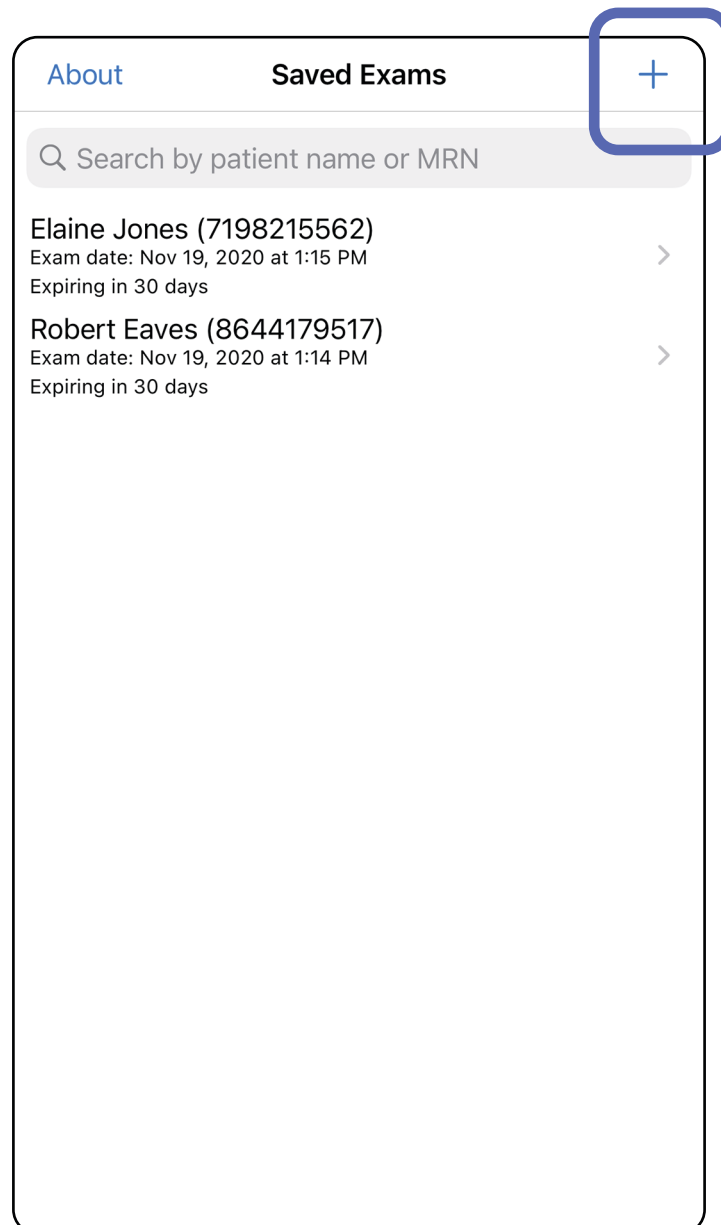 About Saved Exams +
Search by patient name or MRN
Elaine Jones (7198215562)
Exam date: Nov 19, 2020 at 1:15 PM
Expiring in 30 days
Robert Eaves (8644179517)
Exam date: Nov 19, 2020 at 1:14 PM
Expiring in 30 days